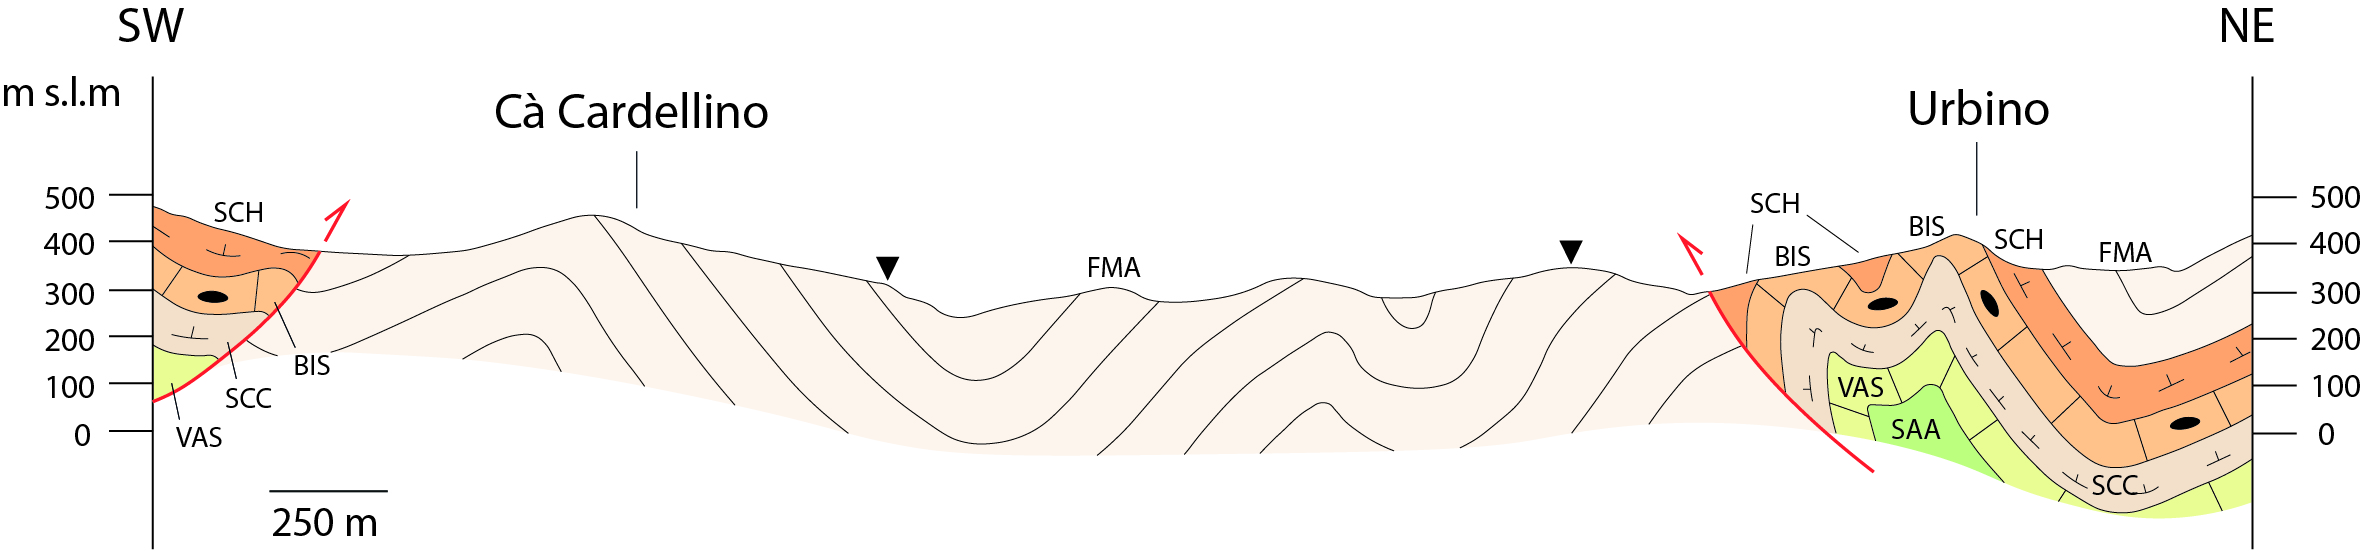 SW
NE
m s.l.m
Cà Cardellino
Urbino
500
400
300
200
100
0
SCH
BIS
SCC
VAS
FMA
SCH
BIS
BIS
SCH
FMA
VAS
SAA
SCC
500
400
300
200
100
0
250 m